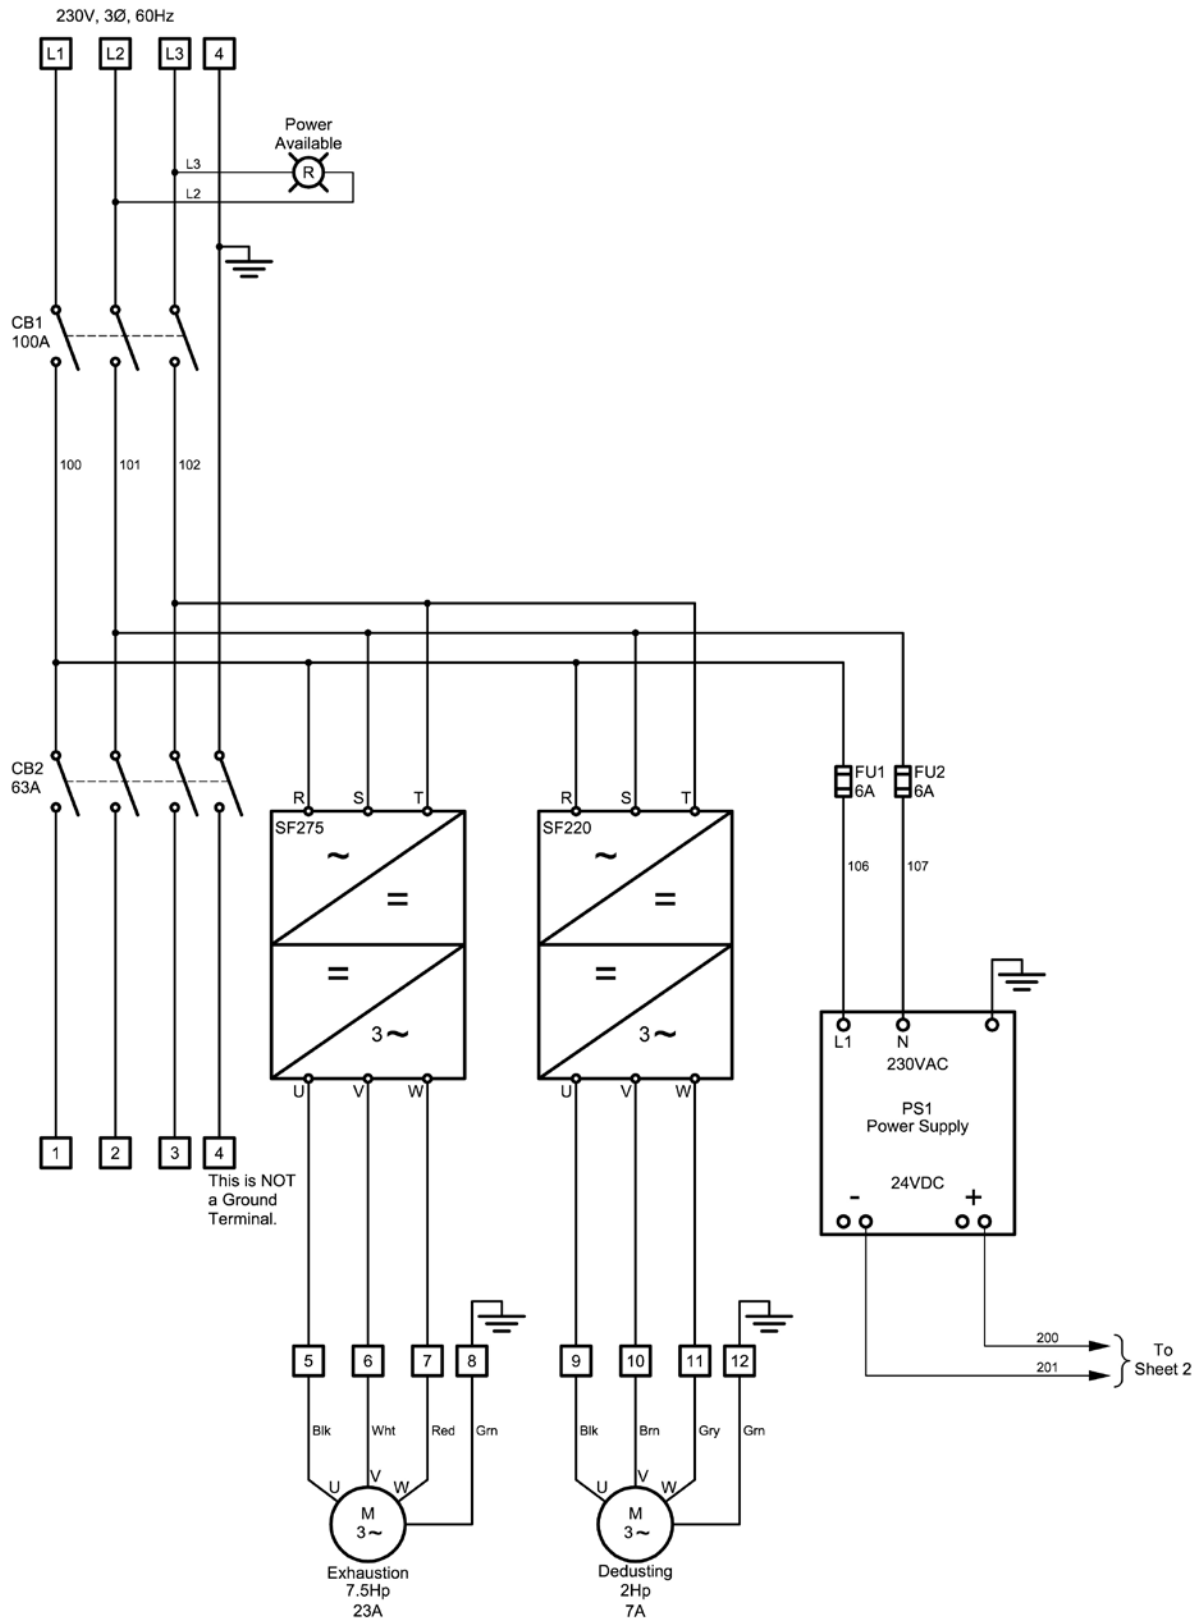 230V, 3Ø, 60Hz
L1
L2
L3
4
Power
Available
L3
R
L2
CB1
100A
100
101
102
CB2
63A
FU1
6A
FU2
6A
R
S
T
SF275
~
=
=
3~
U
V
W
R
S
T
SF220
~
=
=
3~
U
V
W
106
107
L1
N
230VAC
PS1
Power Supply
24VDC
-
+
1
2
3
4
This is NOT
a Ground
Terminal.
200
201
To
Sheet 2
5
6
7
8
9
10
11
12
Blk
Wht
Red
Grn
Blk
Brn
Gry
Grn
U
V
W
M
3~
Exhaustion
7.5Hp
23A
U
V
W
M
3~
Dedusting
2Hp
7A